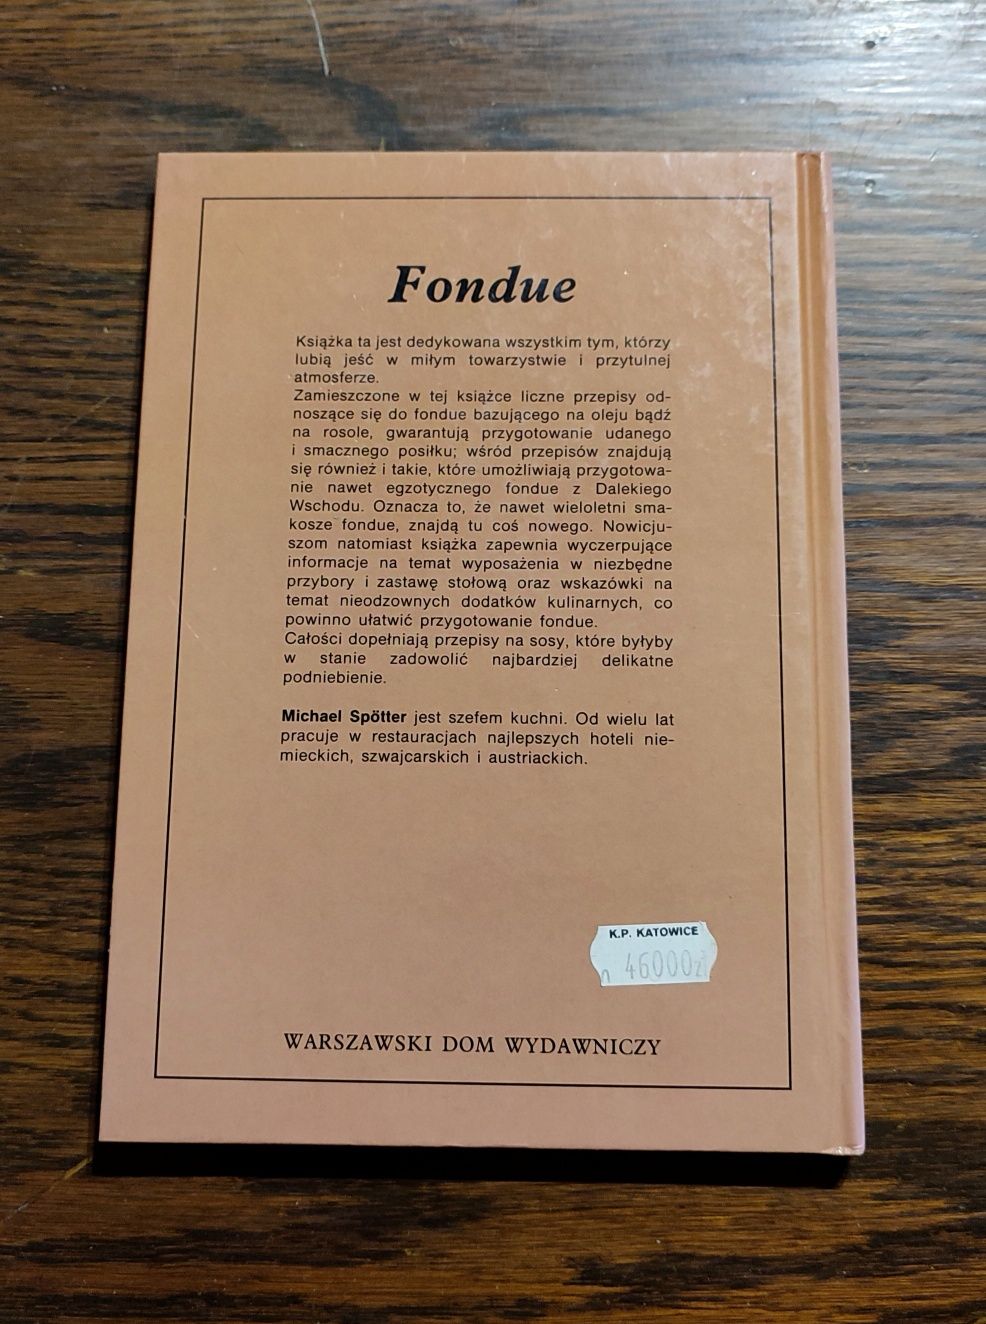 Fondue
Książka ta jest dedykowana wszystkim tym, którzy
lubią jeść w miłym towarzystwie i przytulnej
atmosferze.
Zamieszczone w tej książce liczne przepisy od-
noszące się do fondue bazującego na oleju bądź
na rosole, gwarantują przygotowanie udanego
i smacznego posiłku; wśród przepisów znajdują
się również i takie, które umożliwiają przygotowa-
nie nawet egzotycznego fondue z Dalekiego
Wschodu. Oznacza to, że nawet wieloletni sma-
kosze fondue, znajdą tu coś nowego. Nowicju-
szom natomiast książka zapewnia wyczerpujące
informacje na temat wyposażenia w niezbędne
przybory i zastawę stołową oraz wskazówki na
temat nieodzownych dodatków kulinarnych, co
powinno ułatwić przygotowanie fondue.
Całości dopełniają przepisy na sosy, które byłyby
w stanie zadowolić najbardziej delikatne
podniebienie.
Michael Spötter jest szefem kuchni. Od wielu lat
pracuje w restauracjach najlepszych hoteli nie-
mieckich, szwajcarskich i austriackich.
K.P. KATOWICE
46000zł
WARSZAWSKI DOM WYDAWNICZY